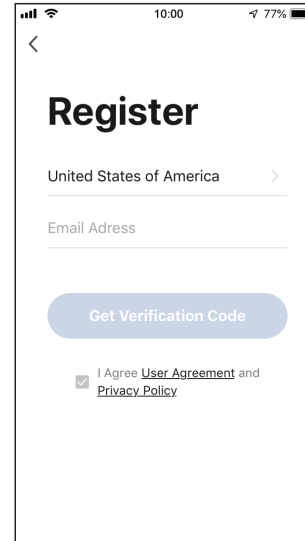 10:00 77%
Register
United States of America
Email Adress
Get Verification Code
I Agree User Agreement and
Privacy Policy